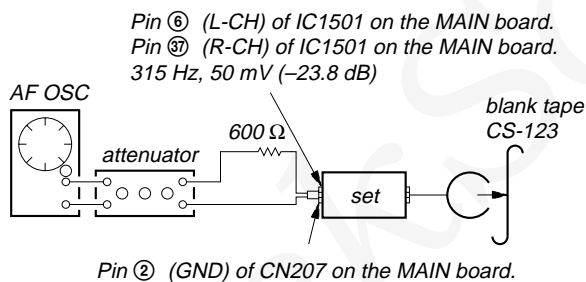 Pin ⑥ (L-CH) of IC1501 on the MAIN board.
Pin ㊲ (R-CH) of IC1501 on the MAIN board.
315 Hz, 50 mV (–23.8 dB)
AF OSC
blank tape
CS-123
600 Ω
attenuator
set
Pin ② (GND) of CN207 on the MAIN board.